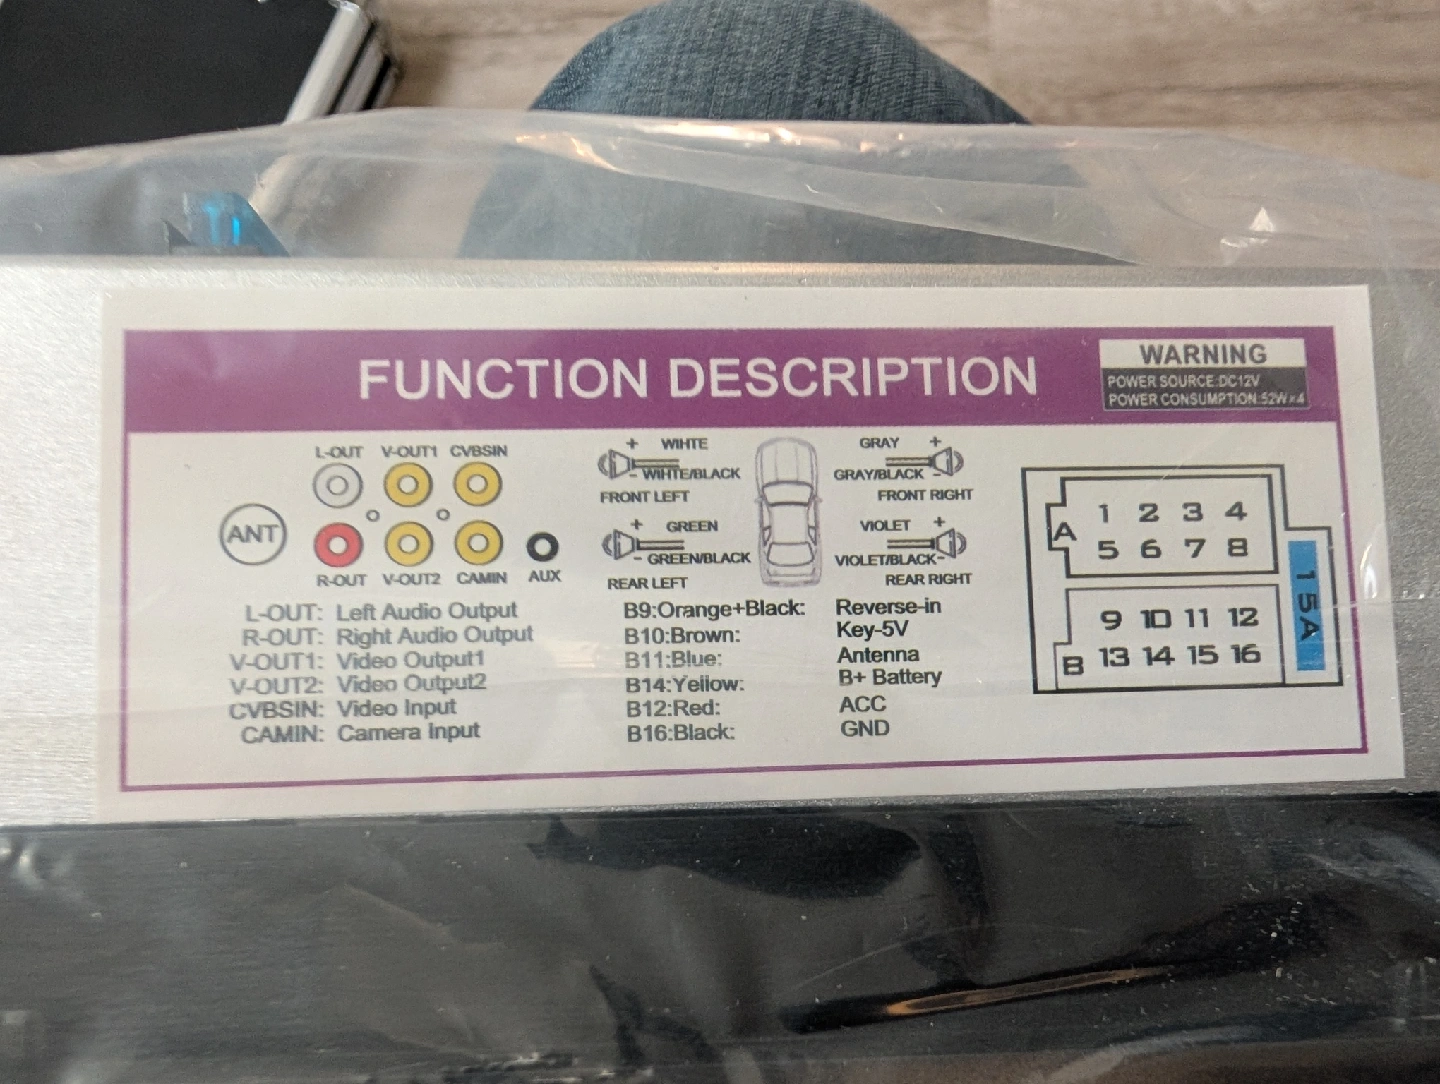 FUNCTION DESCRIPTION
WARNING
POWER SOURCE:DC12V
POWER CONSUMPTION:52W×4
L-OUT V-OUT1 CVBSIN
ANT
R-OUT V-OUT2 CAMIN AUX
+ WIHTE
- WIHTE/BLACK
FRONT LEFT
+ GREEN
- GREEN/BLACK
REAR LEFT
GRAY +
GRAY/BLACK -
FRONT RIGHT
VIOLET +
VIOLET/BLACK -
REAR RIGHT
L-OUT: Left Audio Output
R-OUT: Right Audio Output
V-OUT1: Video Output1
V-OUT2: Video Output2
CVBSIN: Video Input
CAMIN: Camera Input
B9:Orange+Black: Reverse-in
B10:Brown: Key-5V
B11:Blue: Antenna
B14:Yellow: B+ Battery
B12:Red: ACC
B16:Black: GND
A
1 2 3 4
5 6 7 8
B
9 10 11 12
13 14 15 16
15A